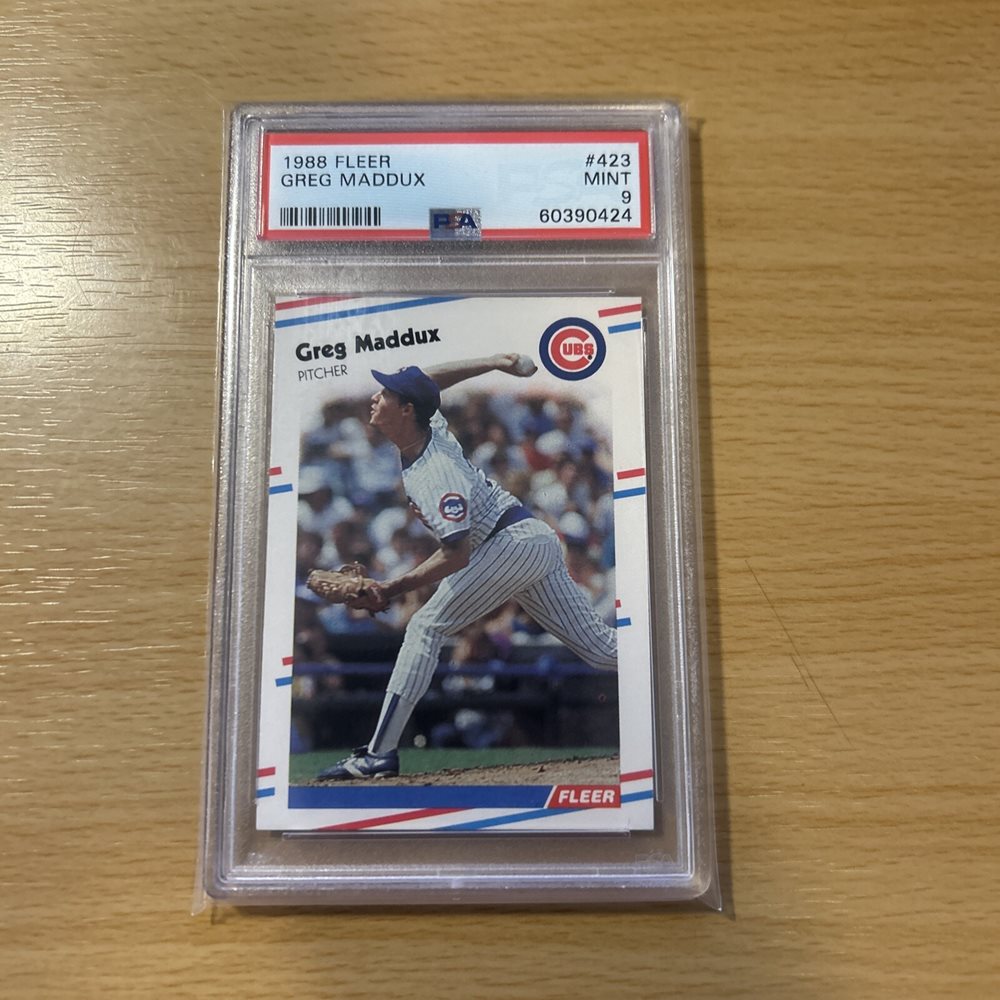 1988 FLEER #423
GREG MADDUX MINT
9
60390424
PSA
Greg Maddux
PITCHER
CUBS
FLEER